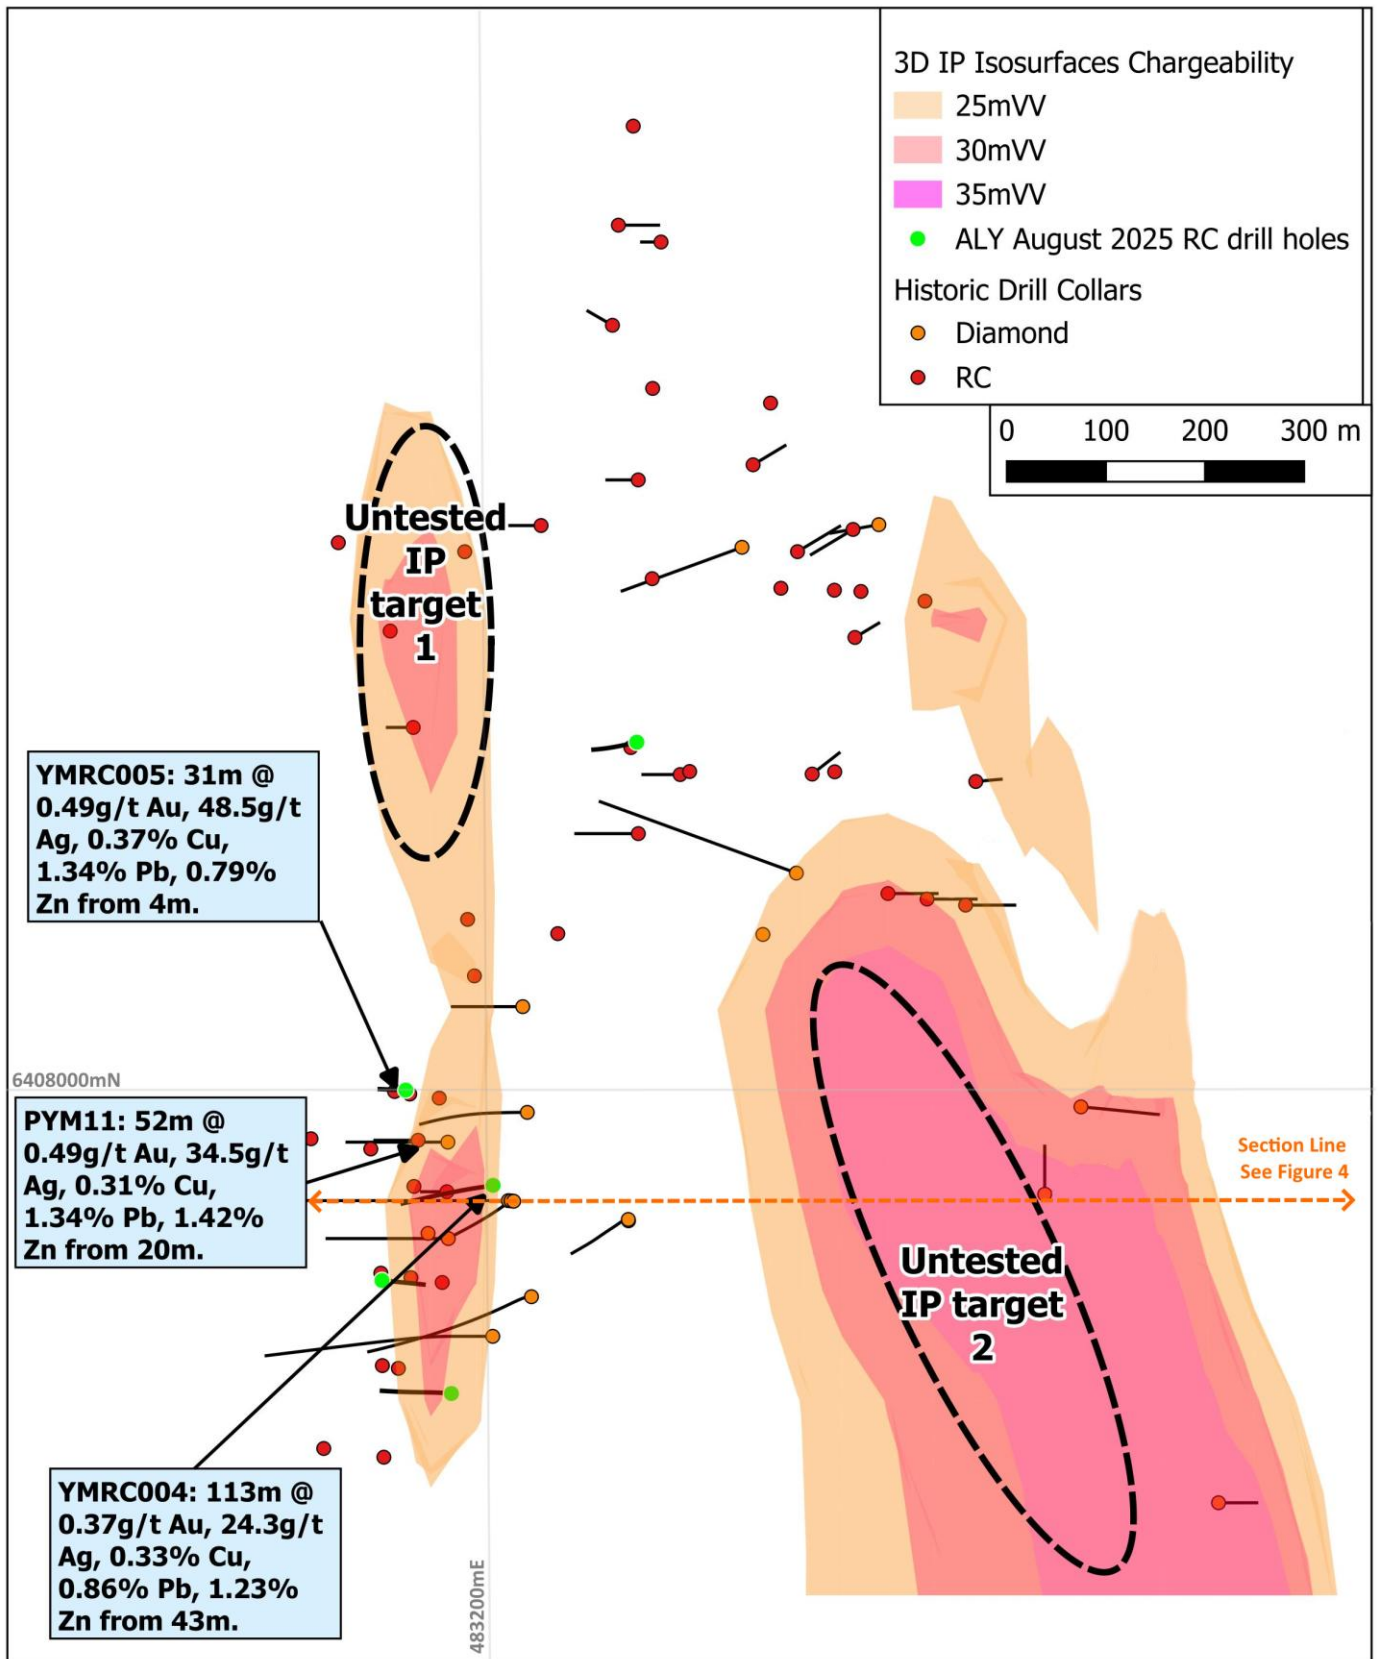 3D IP Isosurfaces Chargeability
25mVV
30mVV
35mVV
ALY August 2025 RC drill holes
Historic Drill Collars
Diamond
RC
0 100 200 300 m
Untested
IP
target
1
YMRC005: 31m @
0.49g/t Au, 48.5g/t
Ag, 0.37% Cu,
1.34% Pb, 0.79%
Zn from 4m.
6408000mN
PYM11: 52m @
0.49g/t Au, 34.5g/t
Ag, 0.31% Cu,
1.34% Pb, 1.42%
Zn from 20m.
Section Line
See Figure 4
Untested
IP target
2
YMRC004: 113m @
0.37g/t Au, 24.3g/t
Ag, 0.33% Cu,
0.86% Pb, 1.23%
Zn from 43m.
483200mE